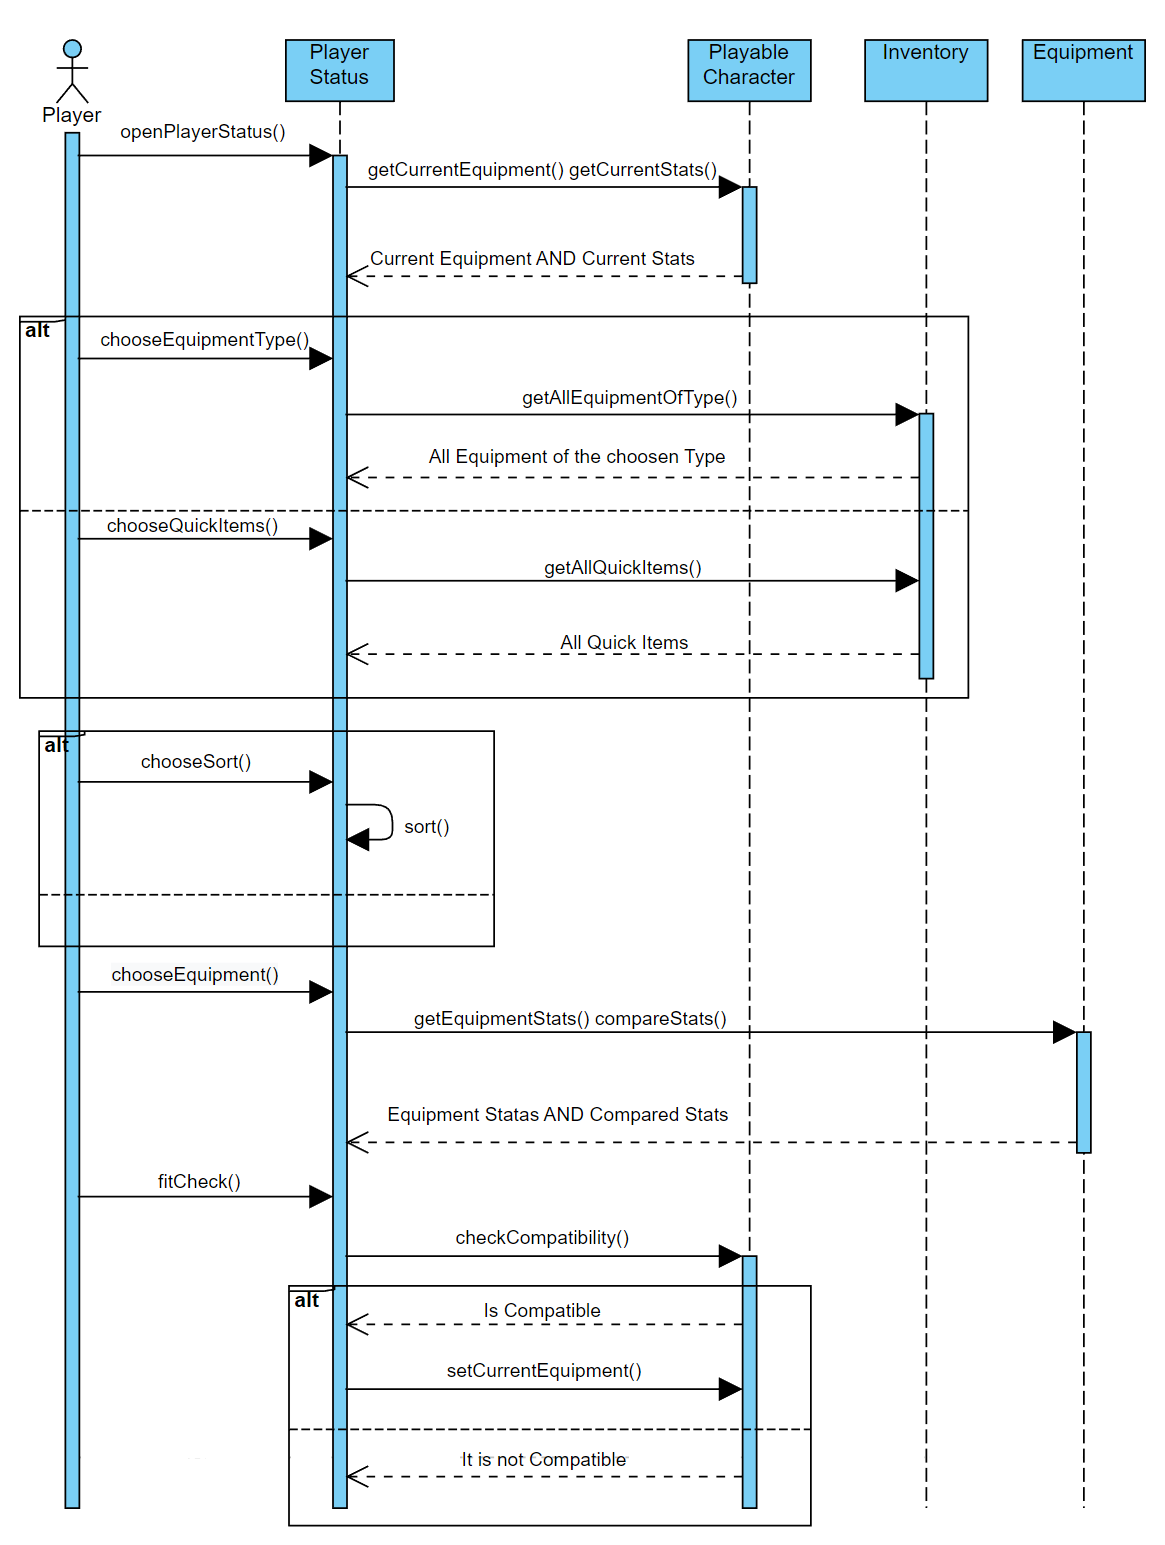 Player
Player
Status
Playable
Character
Inventory
Equipment
openPlayerStatus()
getCurrentEquipment() getCurrentStats()
Current Equipment AND Current Stats
alt
chooseEquipmentType()
getAllEquipmentOfType()
All Equipment of the choosen Type
chooseQuickItems()
getAllQuickItems()
All Quick Items
alt
chooseSort()
sort()
chooseEquipment()
getEquipmentStats() compareStats()
Equipment Statas AND Compared Stats
fitCheck()
checkCompatibility()
alt
Is Compatible
setCurrentEquipment()
It is not Compatible